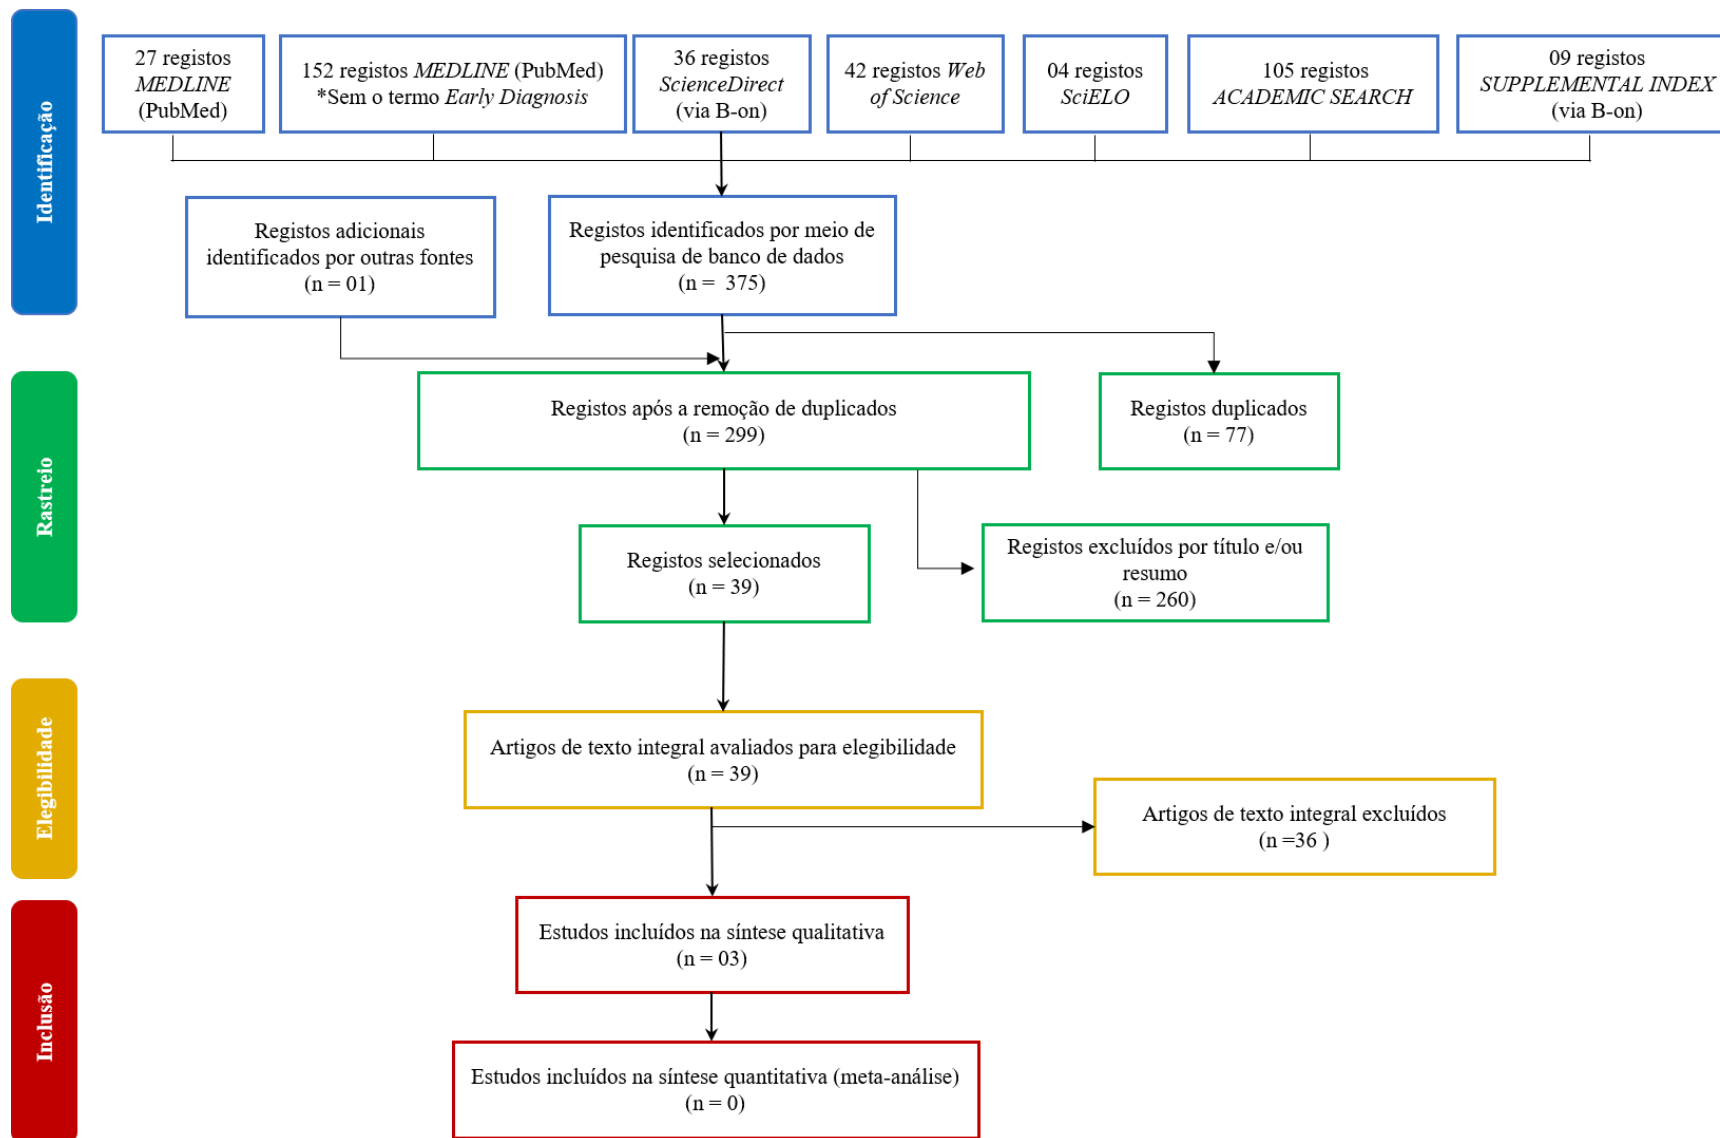 Identificação
27 registos
MEDLINE
(PubMed)
152 registos MEDLINE (PubMed)
*Sem o termo Early Diagnosis
36 registos
ScienceDirect
(via B-on)
42 registos Web
of Science
04 registos
SciELO
105 registos
ACADEMIC SEARCH
09 registos
SUPPLEMENTAL INDEX
(via B-on)
Registos adicionais
identificados por outras fontes
(n = 01)
Registos identificados por meio de
pesquisa de banco de dados
(n = 375)
Rastreio
Registos após a remoção de duplicados
(n = 299)
Registos duplicados
(n = 77)
Registos selecionados
(n = 39)
Registos excluídos por título e/ou
resumo
(n = 260)
Elegibilidade
Artigos de texto integral avaliados para elegibilidade
(n = 39)
Artigos de texto integral excluídos
(n =36 )
Inclusão
Estudos incluídos na síntese qualitativa
(n = 03)
Estudos incluídos na síntese quantitativa (meta-análise)
(n = 0)